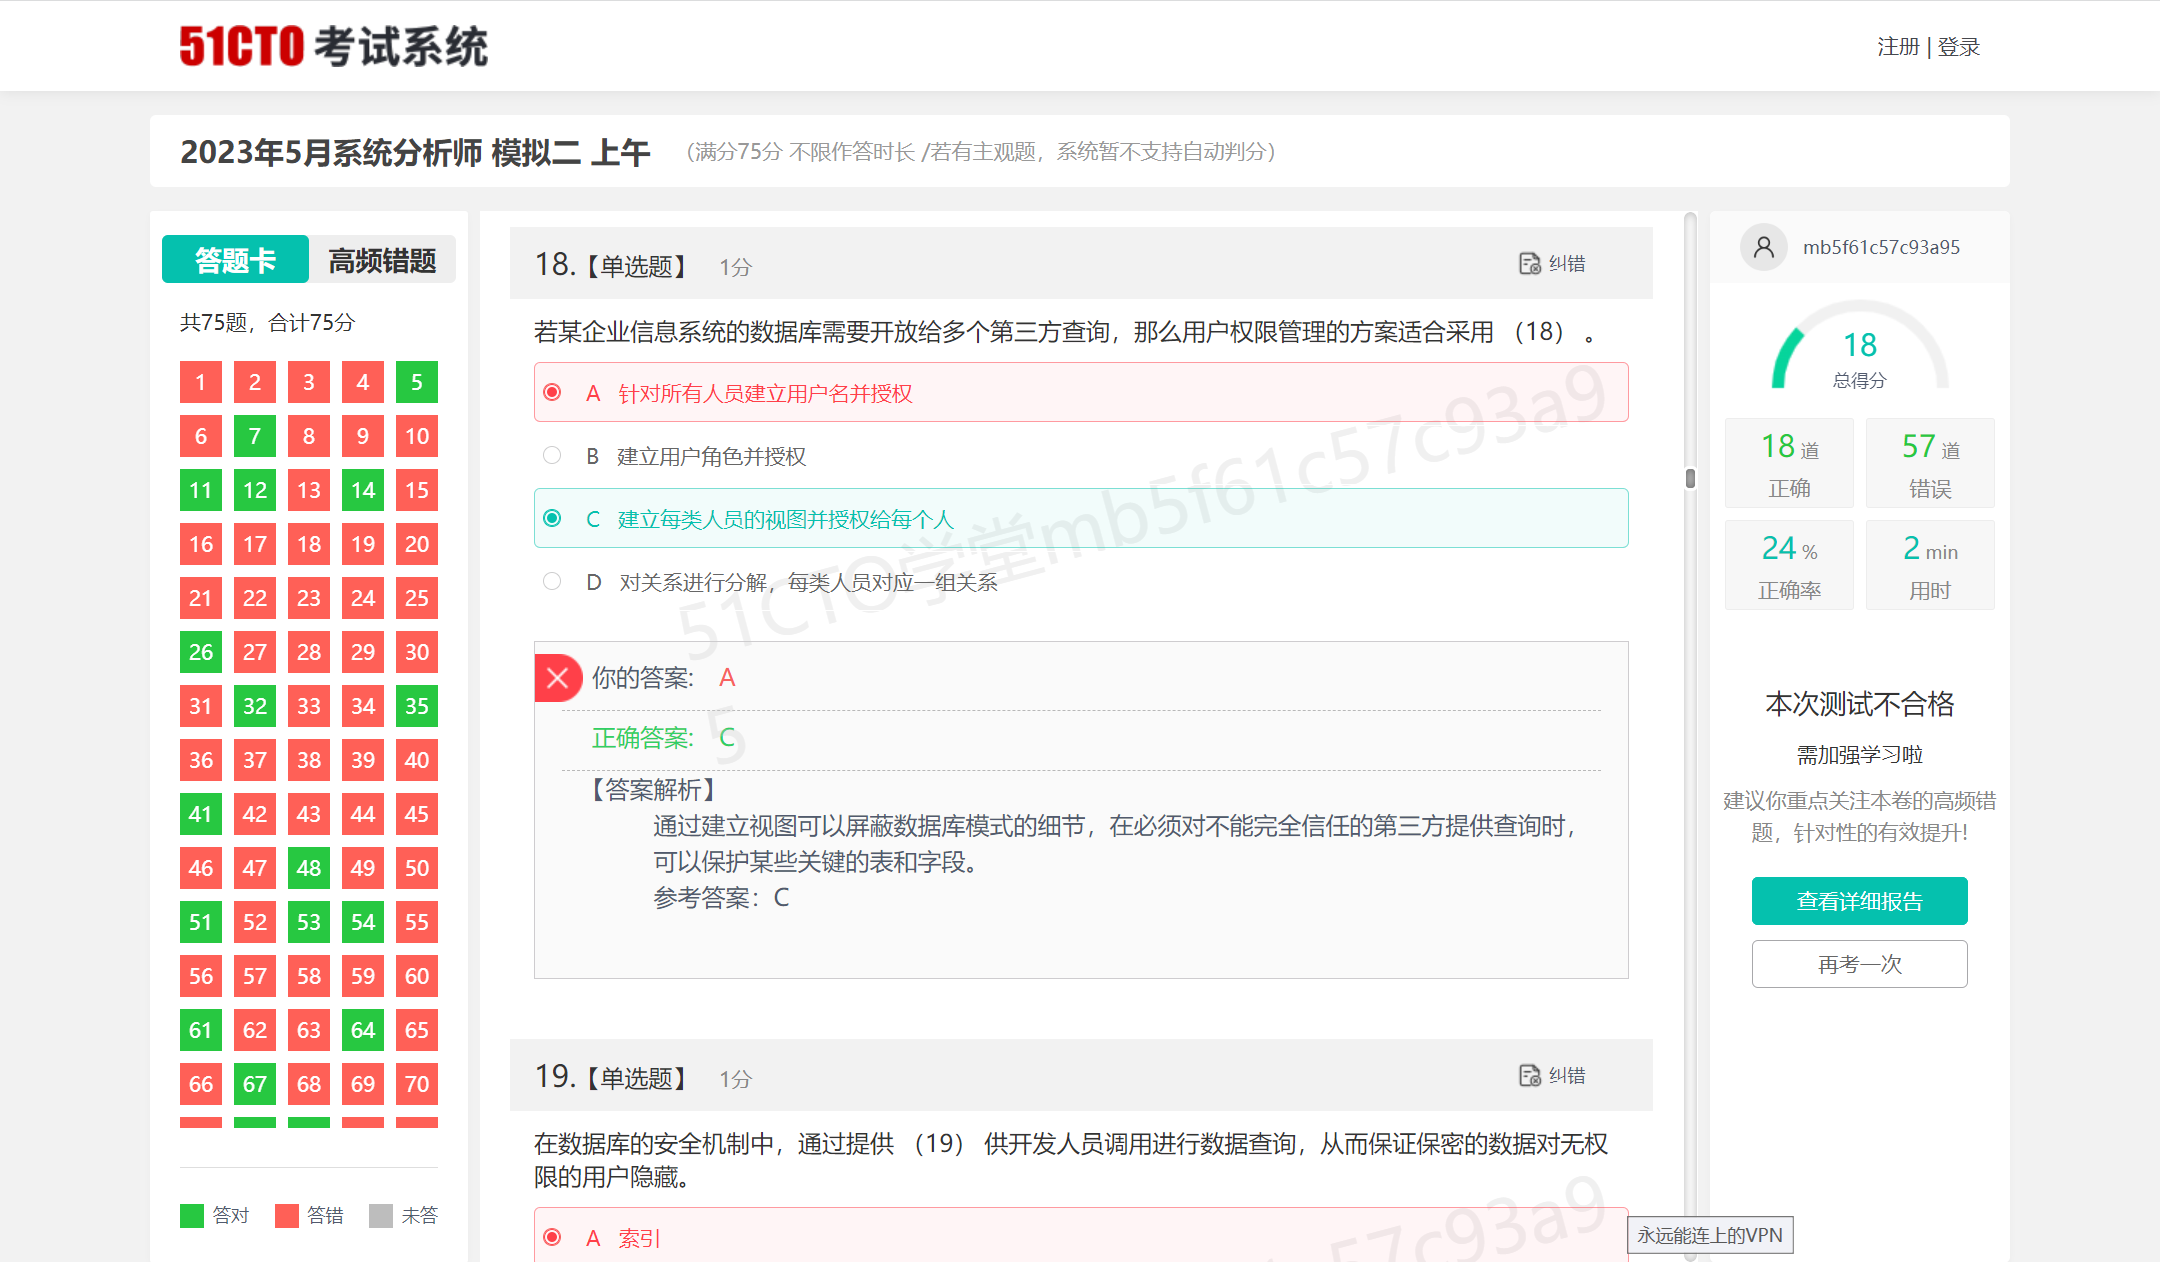 51CTO 考试系统
注册 | 登录
2023年5月系统分析师 模拟二 上午 （满分75分 不限作答时长 /若有主观题，系统暂不支持自动判分）
答题卡 高频错题
共75题，合计75分
1 2 3 4 5
6 7 8 9 10
11 12 13 14 15
16 17 18 19 20
21 22 23 24 25
26 27 28 29 30
31 32 33 34 35
36 37 38 39 40
41 42 43 44 45
46 47 48 49 50
51 52 53 54 55
56 57 58 59 60
61 62 63 64 65
66 67 68 69 70
答对 答错 未答
18.【单选题】 1分 纠错
若某企业信息系统的数据库需要开放给多个第三方查询，那么用户权限管理的方案适合采用 （18） 。
A 针对所有人员建立用户名并授权
B 建立用户角色并授权
C 建立每类人员的视图并授权给每个人
D 对关系进行分解，每类人员对应一组关系
51CTO学堂mb5f61c57c93a9
5
你的答案: A
正确答案: C
【答案解析】
通过建立视图可以屏蔽数据库模式的细节，在必须对不能完全信任的第三方提供查询时，
可以保护某些关键的表和字段。
参考答案：C
19.【单选题】 1分 纠错
在数据库的安全机制中，通过提供 （19） 供开发人员调用进行数据查询，从而保证保密的数据对无权
限的用户隐藏。
A 索引
57c93a9
永远能连上的VPN
mb5f61c57c93a95
18
总得分
18 道
正确
57 道
错误
24 %
正确率
2 min
用时
本次测试不合格
需加强学习啦
建议你重点关注本卷的高频错
题，针对性的有效提升!
查看详细报告
再考一次